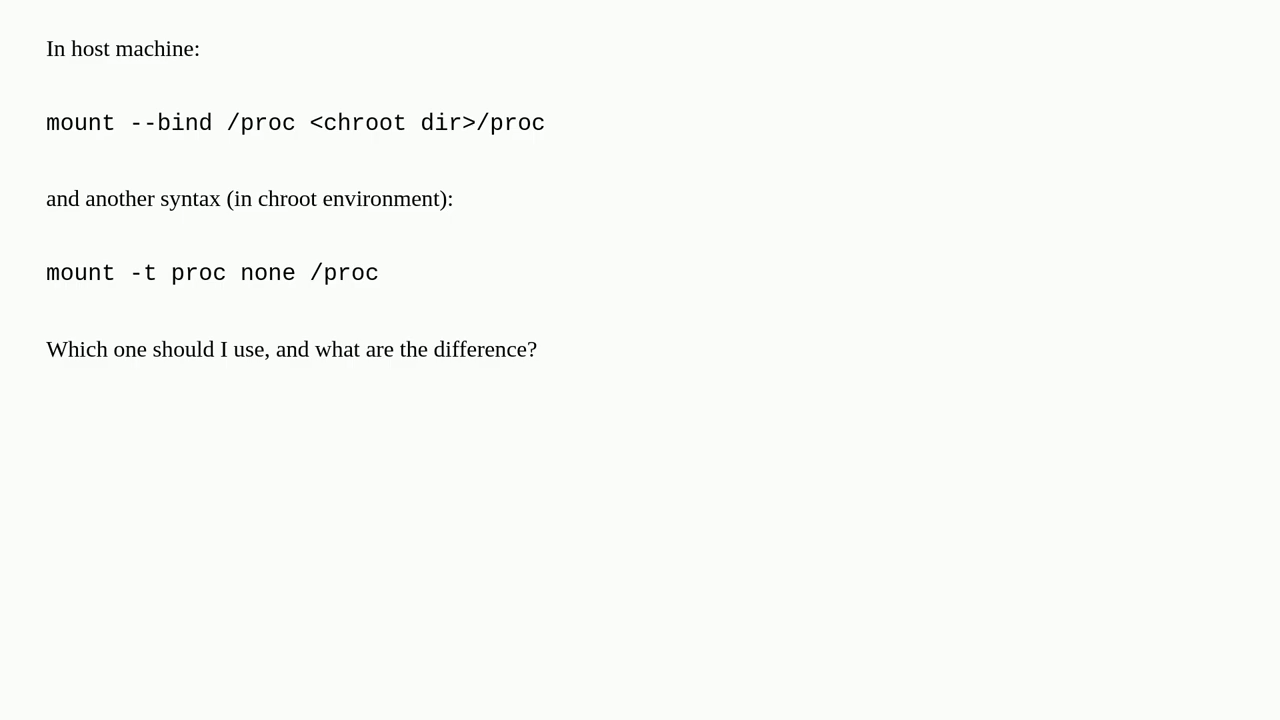 In host machine:
mount --bind /proc <chroot dir>/proc
and another syntax (in chroot environment):
mount -t proc none /proc
Which one should I use, and what are the difference?